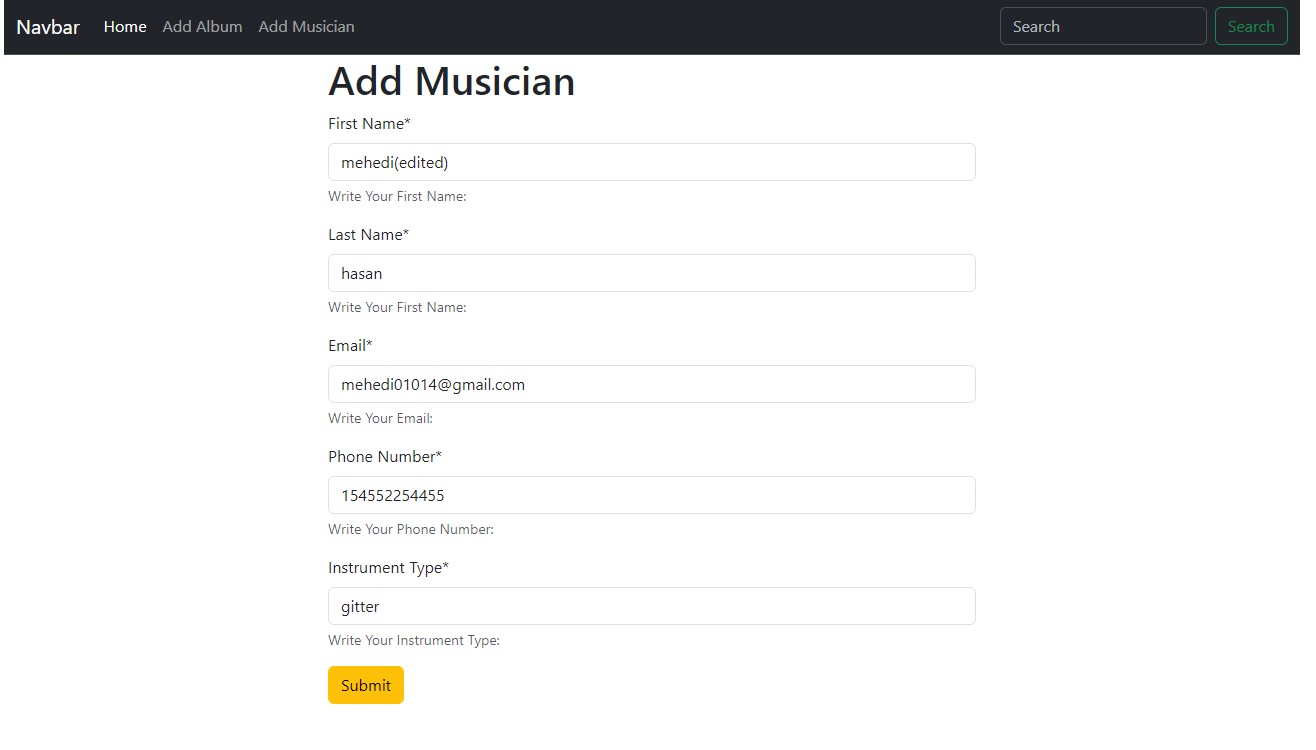 Navbar Home Add Album Add Musician Search Search
Add Musician
First Name*
mehedi(edited)
Write Your First Name:
Last Name*
hasan
Write Your First Name:
Email*
mehedi01014@gmail.com
Write Your Email:
Phone Number*
154552254455
Write Your Phone Number:
Instrument Type*
gitter
Write Your Instrument Type:
Submit